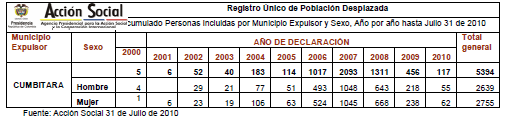 Registro Único de Población Desplazada
Presidencia
República de Colombia
Acción Social
Agencia Presidencial para la Acción Social
y la Cooperación Internacional
cumulado Personas Incluidas por Municipio Expulsor y Sexo, Año por año hasta Julio 31 de 2010
Municipio Expulsor Sexo AÑO DE DECLARACIÓN Total general
2000 2001 2002 2003 2004 2005 2006 2007 2008 2009 2010
CUMBITARA 5 6 52 40 183 114 1017 2093 1311 456 117 5394
Hombre 4 29 21 77 51 493 1048 643 218 55 2639
Mujer 1 6 23 19 106 63 524 1045 668 238 62 2755
Fuente: Acción Social 31 de Julio de 2010